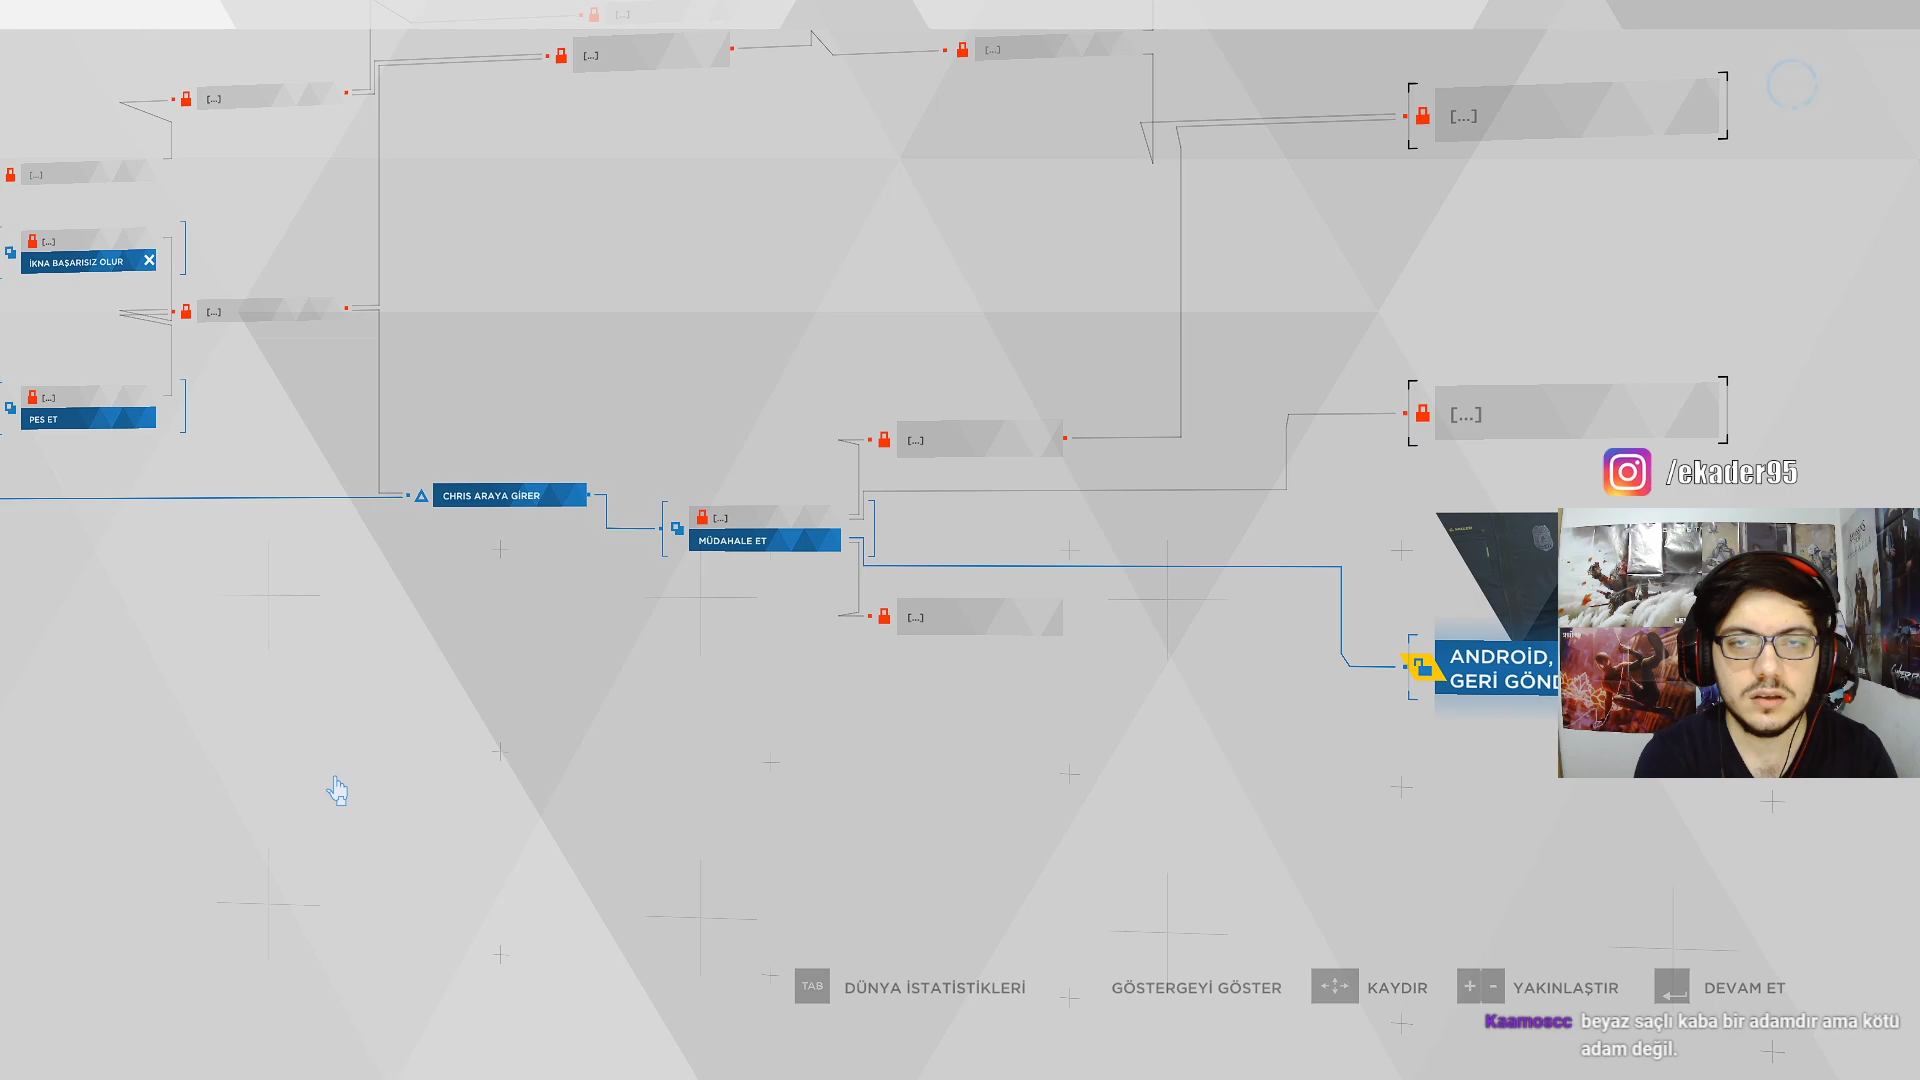 [...]
[...]
[...]
[...]
[...]
[...]
[...]
İKNA BAŞARISIZ OLUR
[...]
[...]
PES ET
[...]
[...]
/ekader95
CHRIS ARAYA GİRER
[...]
MÜDAHALE ET
[...]
ANDROİD,
GERİ GÖND
TAB DÜNYA İSTATİSTİKLERİ GÖSTERGEYİ GÖSTER KAYDIR + - YAKINLAŞTIR DEVAM ET
Kaamoscc beyaz saçlı kaba bir adamdır ama kötü
adam değil.